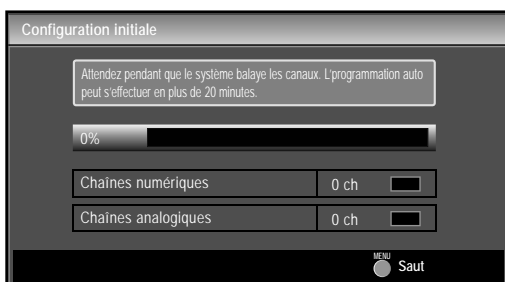 Configuration initiale
Attendez pendant que le système balaye les canaux. L'programmation auto
peut s'effectuer en plus de 20 minutes.
0%
Chaînes numériques 0 ch
Chaînes analogiques 0 ch
MENU
Saut